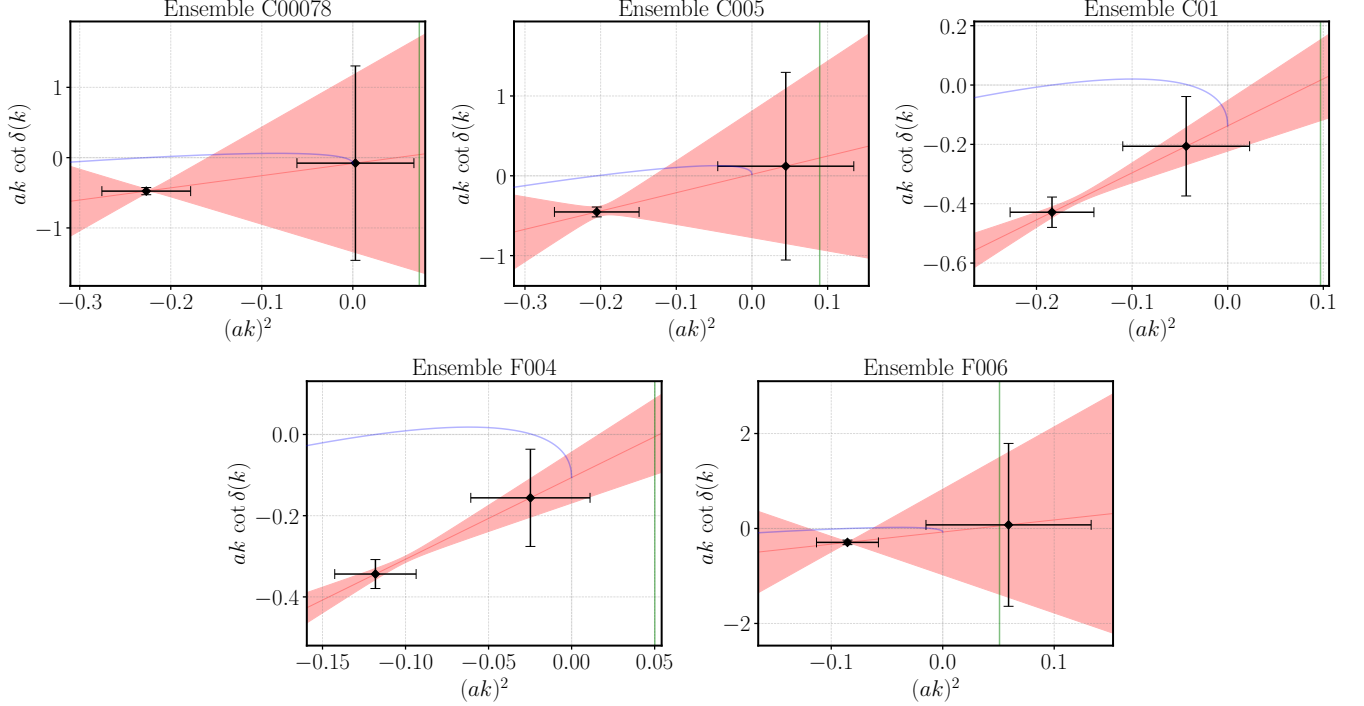 Ensemble C00078
ak cot δ(k)
1
0
−1
−0.3 −0.2 −0.1 0.0
(ak)²
Ensemble C005
ak cot δ(k)
1
0
−1
−0.3 −0.2 −0.1 0.0 0.1
(ak)²
Ensemble C01
ak cot δ(k)
0.2
0.0
−0.2
−0.4
−0.6
−0.2 −0.1 0.0 0.1
(ak)²
Ensemble F004
ak cot δ(k)
0.0
−0.2
−0.4
−0.15 −0.10 −0.05 0.00 0.05
(ak)²
Ensemble F006
ak cot δ(k)
2
0
−2
−0.1 0.0 0.1
(ak)²